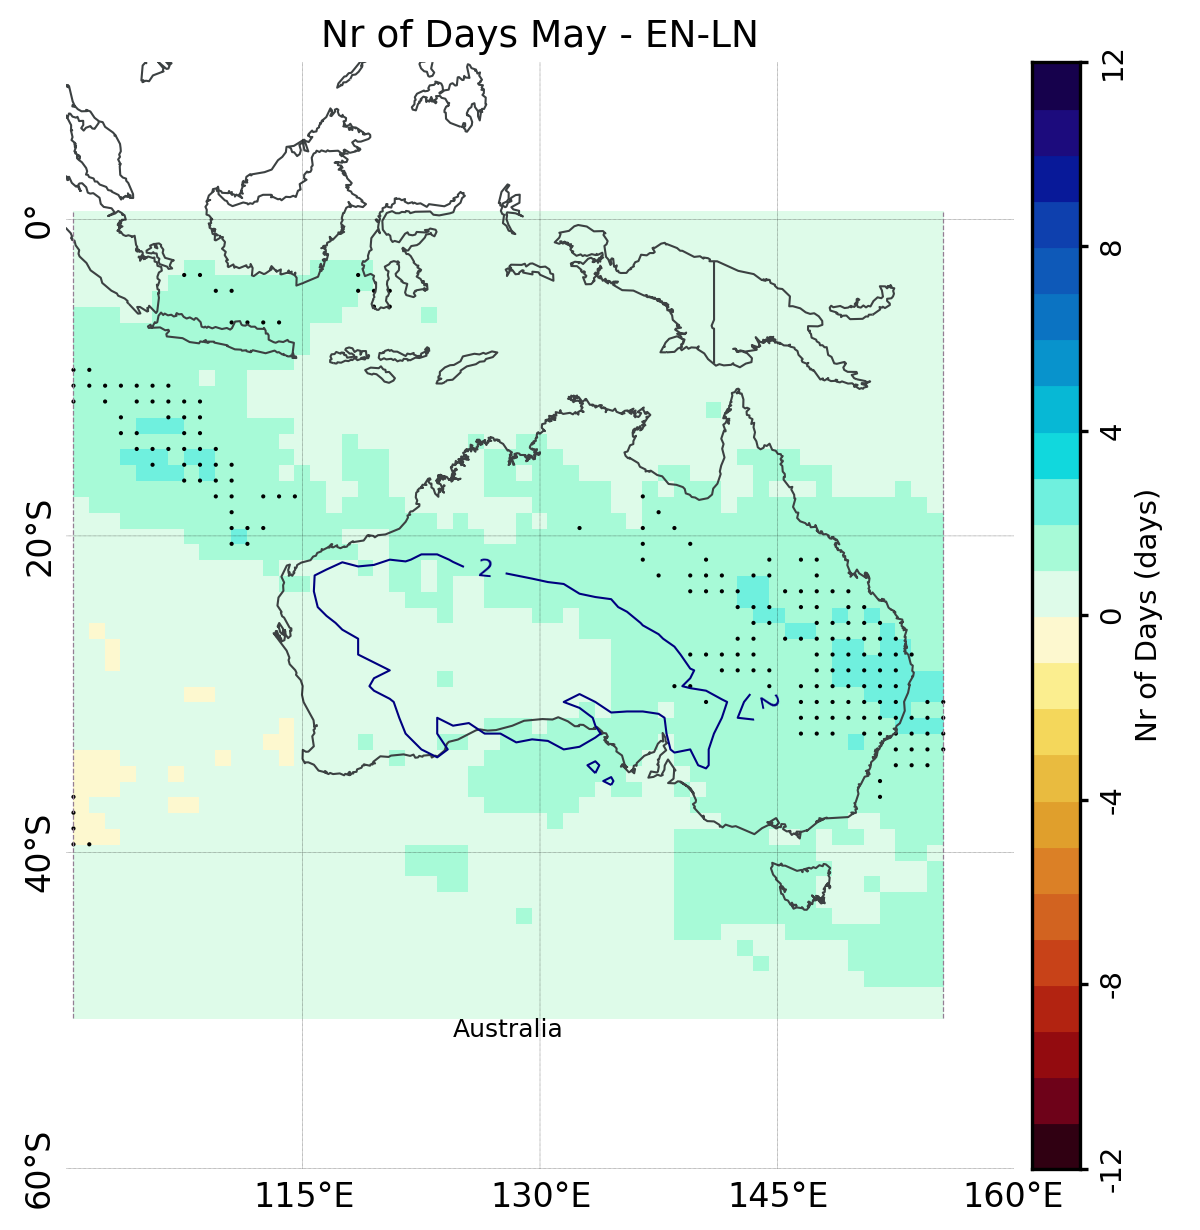 Nr of Days May - EN-LN
0°
20°S
40°S
60°S
115°E
130°E
145°E
160°E
2
2
Australia
12
8
4
0
-4
-8
-12
Nr of Days (days)